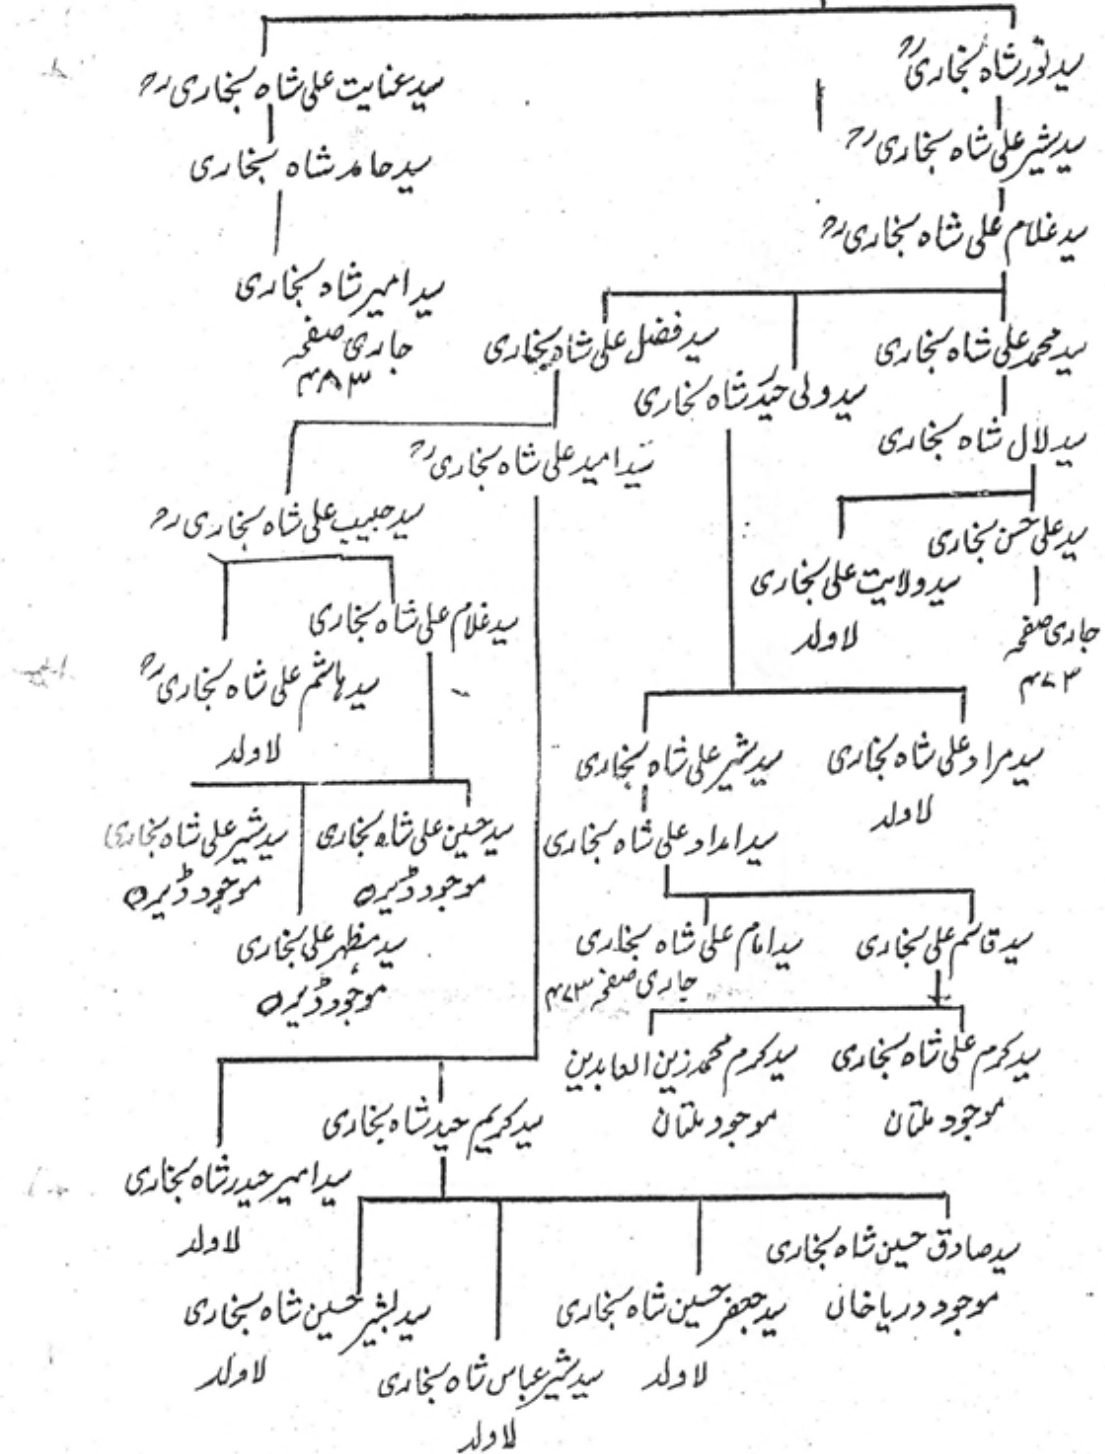 سید نور شاہ بخاریؒ
سید عنایت علی شاہ بخاریؒ
سید شیر علی شاہ بخاریؒ
سید حامد شاہ بخاری
سید غلام علی شاہ بخاریؒ
سید امیر شاہ بخاری
جاری صفحہ
۴۸۳
سید محمد علی شاہ بخاری
سید ولی حیدر شاہ بخاری
سید فضل علی شاہ بخاری
سید لال شاہ بخاری
سید امید علی شاہ بخاریؒ
سید حبیب علی شاہ بخاریؒ
سید علی حسن بخاری
جاری صفحہ
۴۷۳
سید ولایت علی بخاری
لاولد
سید غلام علی شاہ بخاری
سید ہاشم علی شاہ بخاریؒ
لاولد
سید مراد علی شاہ بخاری
لاولد
سید شیر علی شاہ بخاری
سید امداد علی شاہ بخاری
سید حسین علی شاہ بخاری
موجود ڈیرہ
سید شیر علی شاہ بخاری
موجود ڈیرہ
سید مظہر علی بخاری
موجود ڈیرہ
سید قاسم علی بخاری
سید امام علی شاہ بخاری
جاری صفحہ ۴۷۳
سید کرم علی شاہ بخاری
موجود ملتان
سید کرم محمد زین العابدین
موجود ملتان
سید کریم حیدر شاہ بخاری
سید امیر حیدر شاہ بخاری
لاولد
سید صادق حسین شاہ بخاری
موجود دریا خان
سید جعفر حسین شاہ بخاری
لاولد
سید شیر عباس شاہ بخاری
لاولد
سید بشیر حسین شاہ بخاری
لاولد